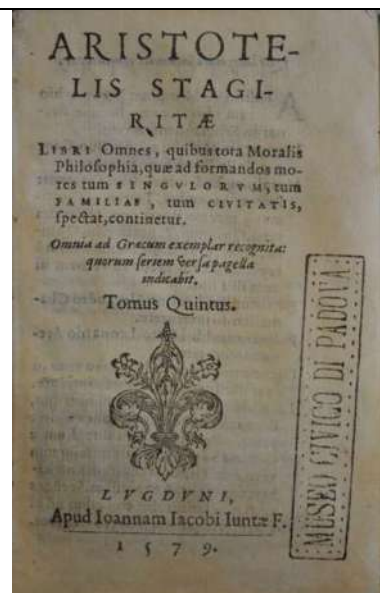 ARISTOTE-
LIS STAGI-
RITÆ
LIBRI Omnes, quibus tota Moralis
Philosophia, quæ ad formandos mo-
res tum SINGVLORVM, tum
FAMILIAE, tum CIVITATIS,
spectat, continetur.
Omnia ad Græcum exemplar recognita:
quorum seriem versa pagella
indicabit.
Tomus Quintus.
LVGDVNI,
Apud Ioannam Iacobi Iuntæ F.
1579.
MUSEO CIVICO DI PADOVA